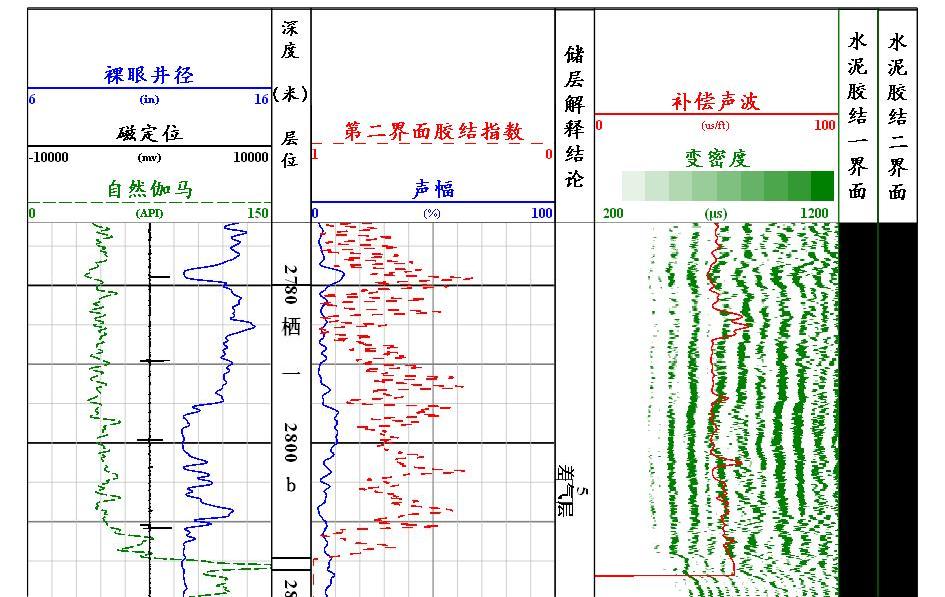 裸眼井径
6 (in) 16
磁定位
-10000 (mv) 10000
自然伽马
0 (API) 150
深度
(米)
层位
第二界面胶结指数
1 0
声幅
0 (%) 100
储层解释结论
补偿声波
0 (us/ft) 100
变密度
200 (μs) 1200
水泥胶结一界面
水泥胶结二界面
2780
栖
一
2800
b
28
5
差气层